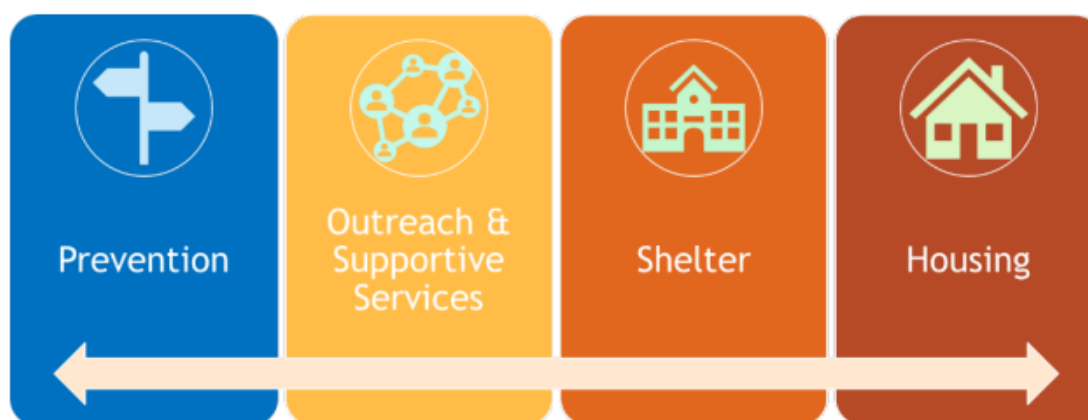 Prevention
Outreach &
Supportive
Services
Shelter
Housing